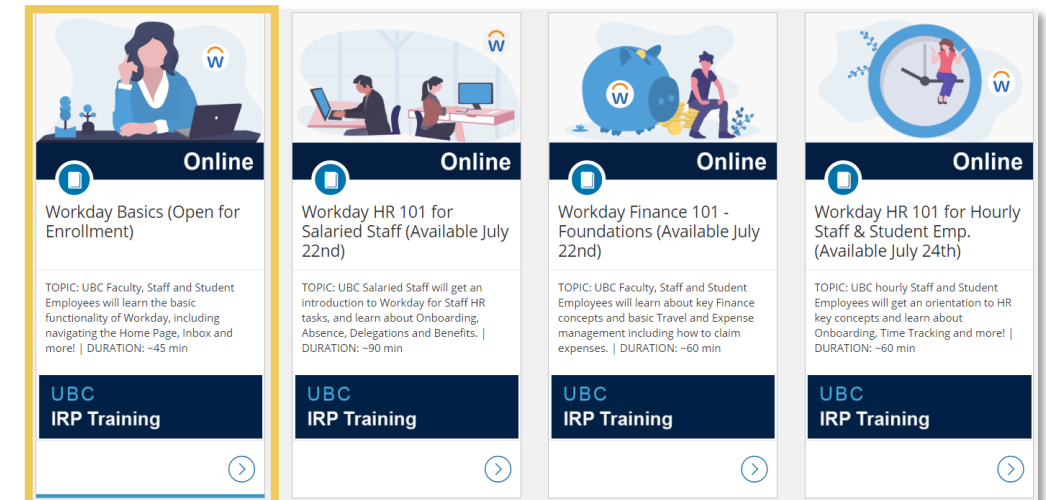 w
Online
Workday Basics (Open for
Enrollment)
TOPIC: UBC Faculty, Staff and Student
Employees will learn the basic
functionality of Workday, including
navigating the Home Page, Inbox and
more! | DURATION: ~45 min
UBC
IRP Training
w
Online
Workday HR 101 for
Salaried Staff (Available July
22nd)
TOPIC: UBC Salaried Staff will get an
introduction to Workday for Staff HR
tasks, and learn about Onboarding,
Absence, Delegations and Benefits. |
DURATION: ~90 min
UBC
IRP Training
w
Online
Workday Finance 101 -
Foundations (Available July
22nd)
TOPIC: UBC Faculty, Staff and Student
Employees will learn about key Finance
concepts and basic Travel and Expense
management including how to claim
expenses. | DURATION: ~60 min
UBC
IRP Training
w
Online
Workday HR 101 for Hourly
Staff & Student Emp.
(Available July 24th)
TOPIC: UBC hourly Staff and Student
Employees will get an orientation to HR
key concepts and learn about
Onboarding, Time Tracking and more! |
DURATION: ~60 min
UBC
IRP Training